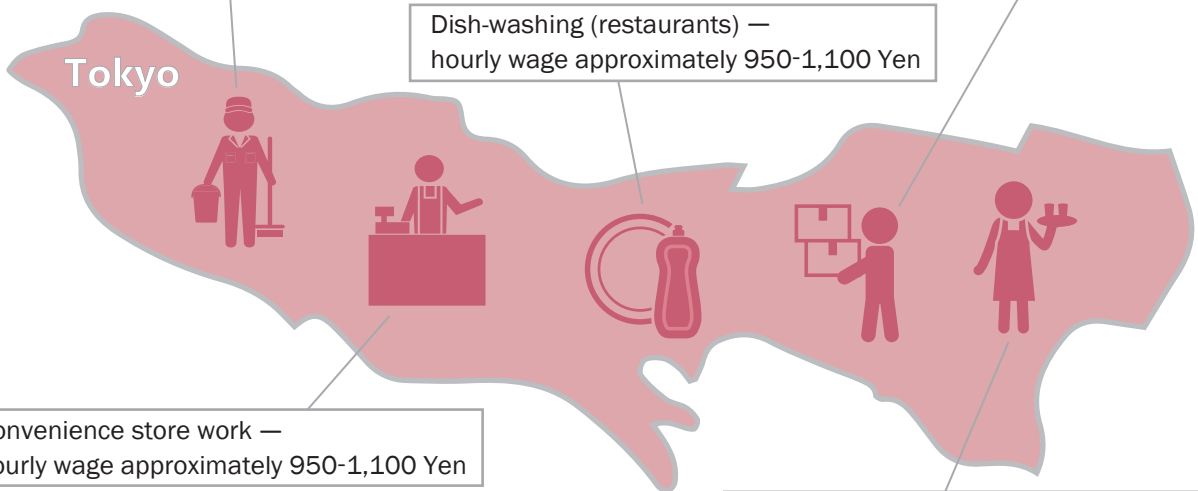 Dish-washing (restaurants) —
hourly wage approximately 950-1,100 Yen
Tokyo
onvenience store work —
ourly wage approximately 950-1,100 Yen